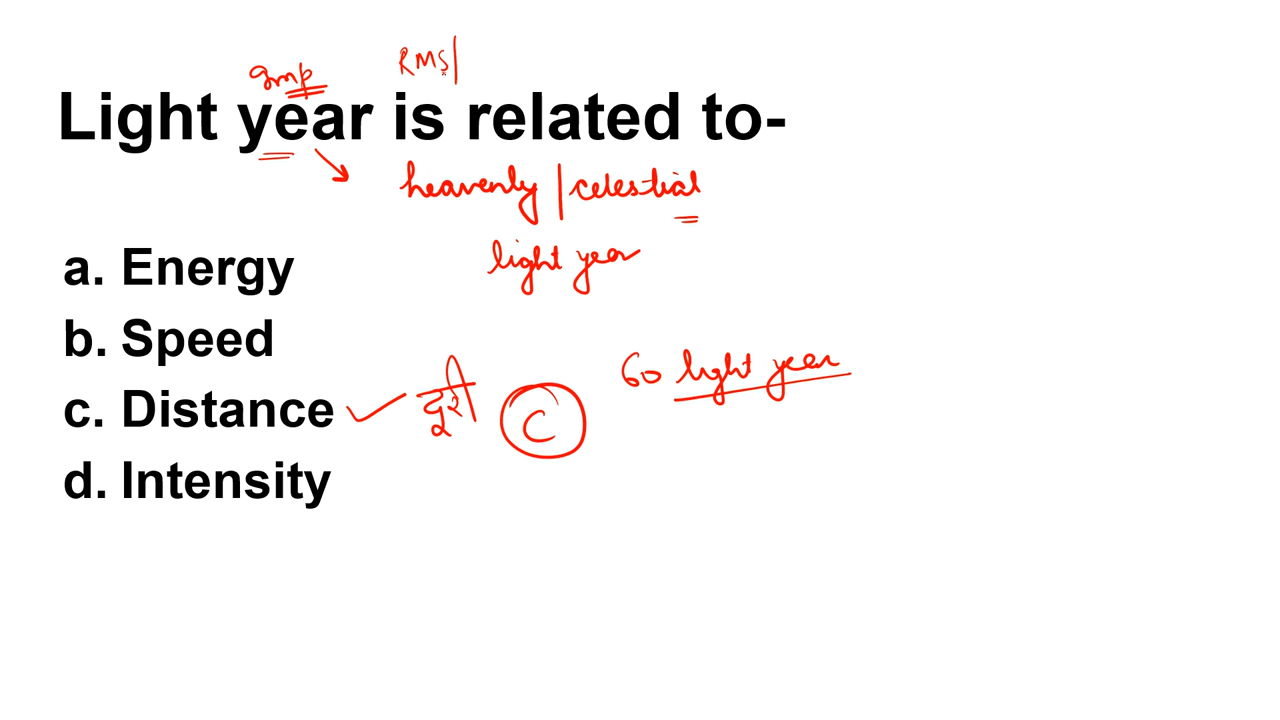 Imp RMS|
Light year is related to-
heavenly | celestial
light year
a. Energy
b. Speed
60 light year
c. Distance दूरी C
d. Intensity